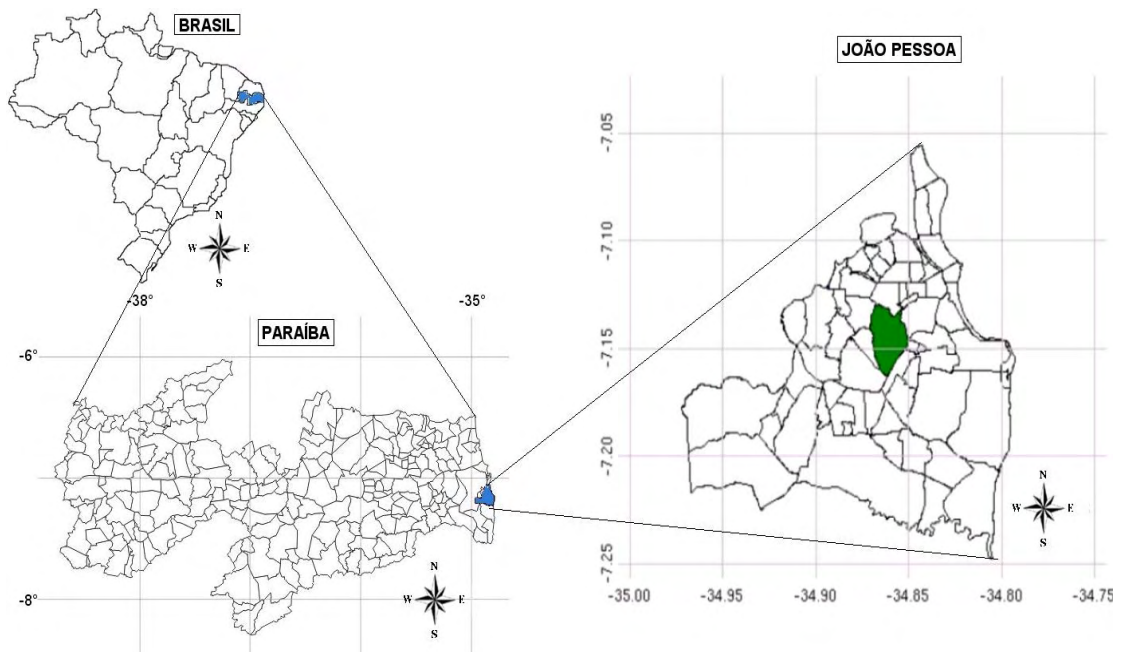 BRASIL
N
W E
S
-38° -35°
PARAÍBA
-6°
-8°
N
W E
S
JOÃO PESSOA
-7.05
-7.10
-7.15
-7.20
-7.25
N
W E
S
-35.00 -34.95 -34.90 -34.85 -34.80 -34.75